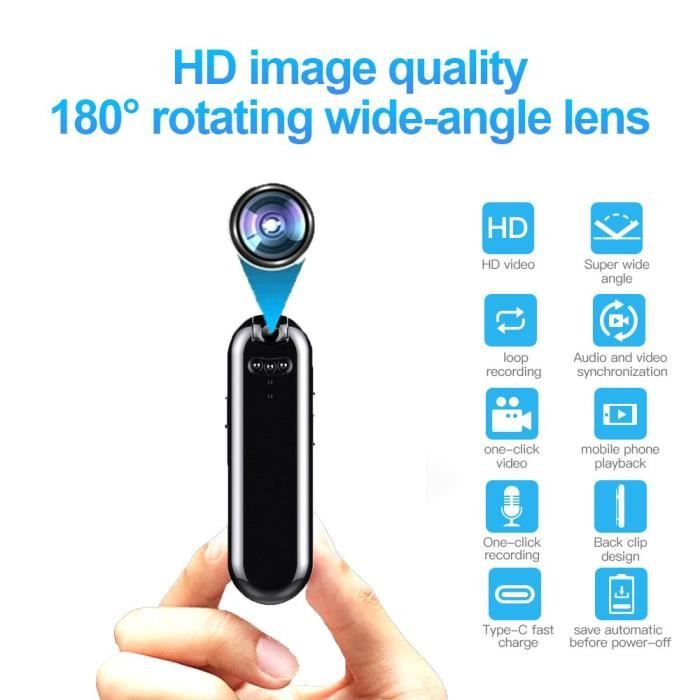 HD image quality
180° rotating wide-angle lens
HD
HD video
Super wide
angle
loop
recording
Audio and video
synchronization
one-click
video
mobile phone
playback
One-click
recording
Back clip
design
Type-C fast
charge
save automatic
before power-off